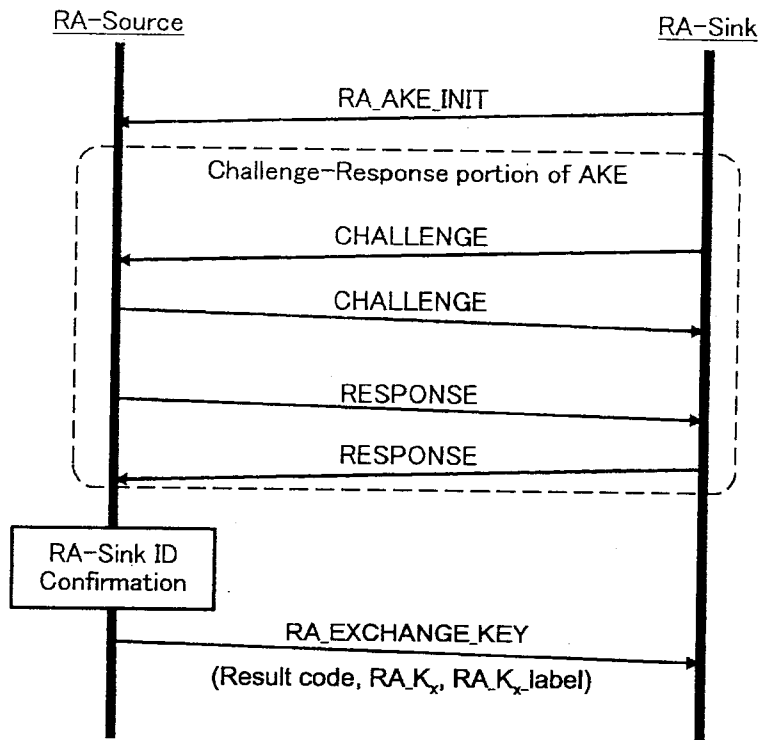 RA-Source
RA-Sink
RA_AKE_INIT
Challenge-Response portion of AKE
CHALLENGE
CHALLENGE
RESPONSE
RESPONSE
RA-Sink ID
Confirmation
RA_EXCHANGE_KEY
(Result code, RA_Kx, RA_Kx_label)